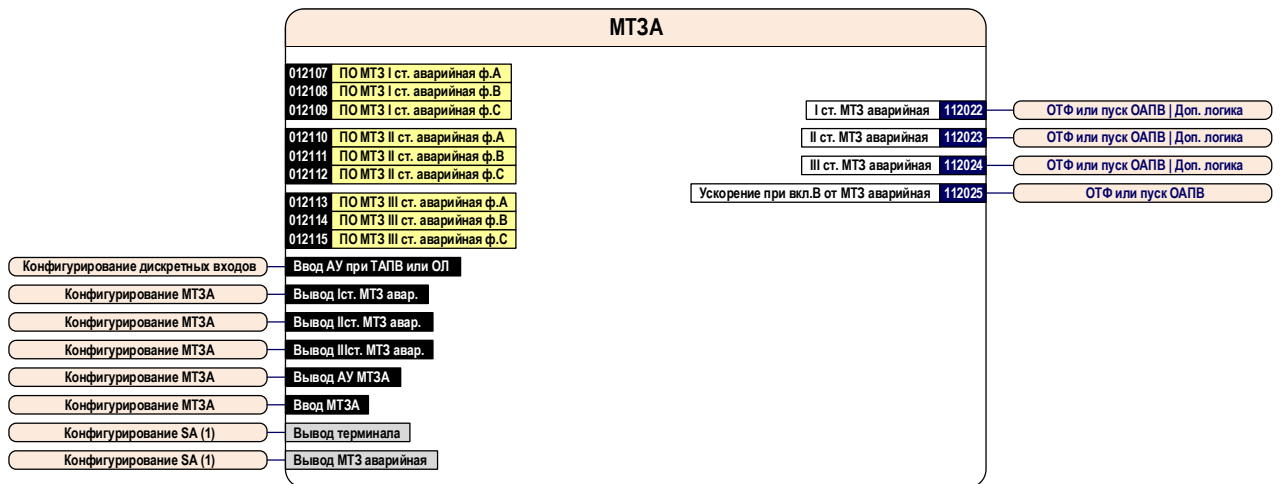 МТЗА
012107 ПО МТЗ I ст. аварийная ф.А
012108 ПО МТЗ I ст. аварийная ф.В
012109 ПО МТЗ I ст. аварийная ф.С
I ст. МТЗ аварийная 112022 ОТФ или пуск ОАПВ | Доп. логика
012110 ПО МТЗ II ст. аварийная ф.А
II ст. МТЗ аварийная 112023 ОТФ или пуск ОАПВ | Доп. логика
012111 ПО МТЗ II ст. аварийная ф.В
012112 ПО МТЗ II ст. аварийная ф.С
III ст. МТЗ аварийная 112024 ОТФ или пуск ОАПВ | Доп. логика
Ускорение при вкл.В от МТЗ аварийная 112025 ОТФ или пуск ОАПВ
012113 ПО МТЗ III ст. аварийная ф.А
012114 ПО МТЗ III ст. аварийная ф.В
012115 ПО МТЗ III ст. аварийная ф.С
Конфигурирование дискретных входов Ввод АУ при ТАПВ или ОЛ
Конфигурирование МТЗА Вывод Iст. МТЗ авар.
Конфигурирование МТЗА Вывод IIст. МТЗ авар.
Конфигурирование МТЗА Вывод IIIст. МТЗ авар.
Конфигурирование МТЗА Вывод АУ МТЗА
Конфигурирование МТЗА Ввод МТЗА
Конфигурирование SA (1) Вывод терминала
Конфигурирование SA (1) Вывод МТЗ аварийная